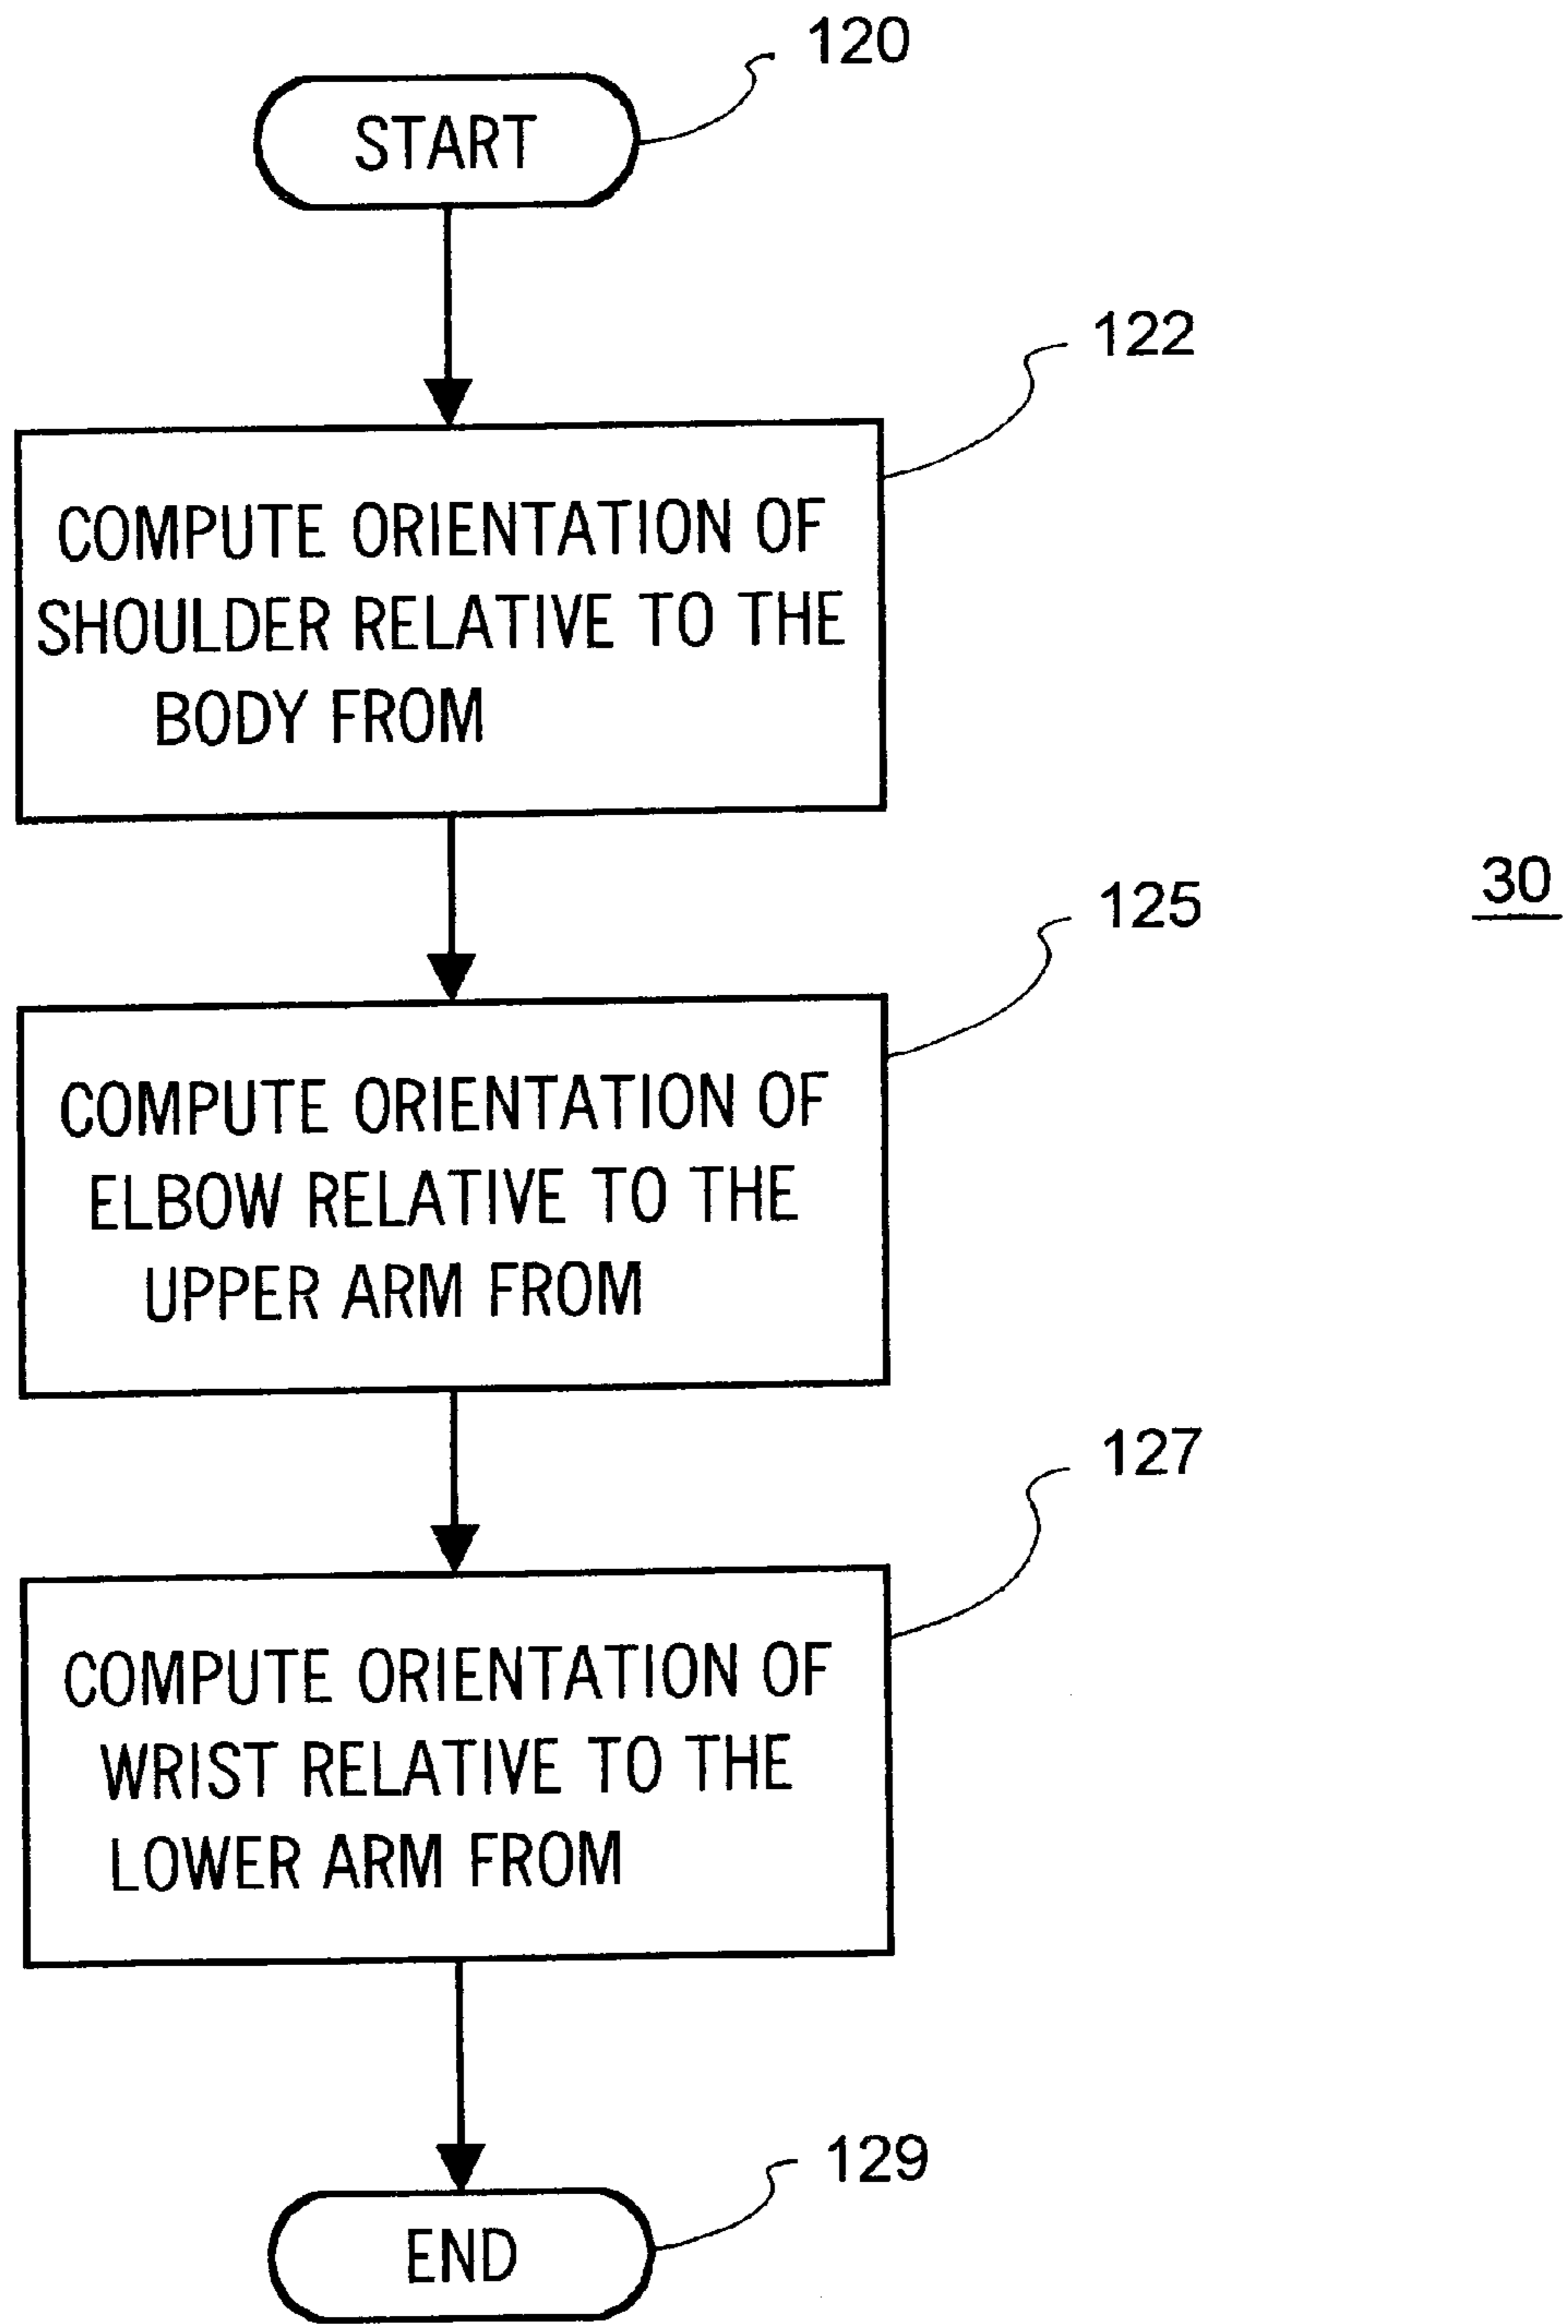 120
START
122
COMPUTE ORIENTATION OF
SHOULDER RELATIVE TO THE
BODY FROM
30
125
COMPUTE ORIENTATION OF
ELBOW RELATIVE TO THE
UPPER ARM FROM
127
COMPUTE ORIENTATION OF
WRIST RELATIVE TO THE
LOWER ARM FROM
129
END